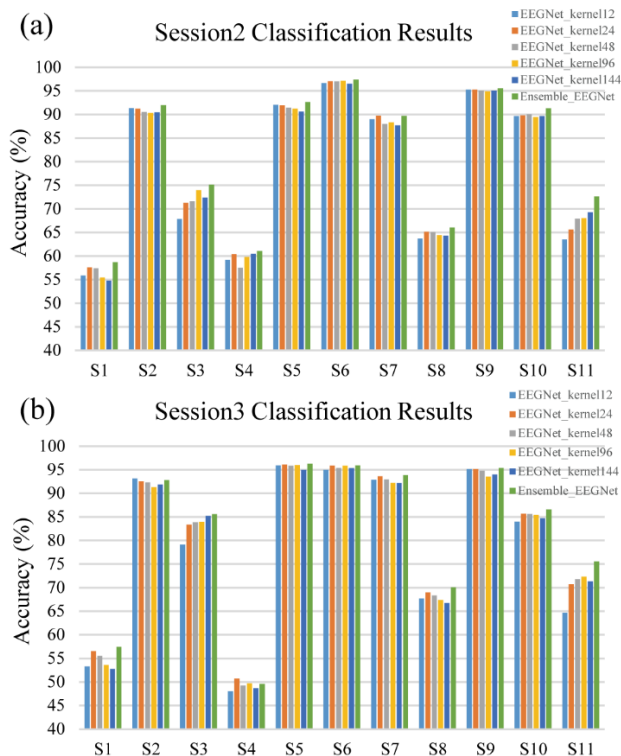 (a)
Session2 Classification Results
EEGNet_kernel12
EEGNet_kernel24
EEGNet_kernel48
EEGNet_kernel96
EEGNet_kernel144
Ensemble_EEGNet
Accuracy (%)
100
95
90
85
80
75
70
65
60
55
50
45
40
S1 S2 S3 S4 S5 S6 S7 S8 S9 S10 S11
(b)
Session3 Classification Results
EEGNet_kernel12
EEGNet_kernel24
EEGNet_kernel48
EEGNet_kernel96
EEGNet_kernel144
Ensemble_EEGNet
Accuracy (%)
100
95
90
85
80
75
70
65
60
55
50
45
40
S1 S2 S3 S4 S5 S6 S7 S8 S9 S10 S11